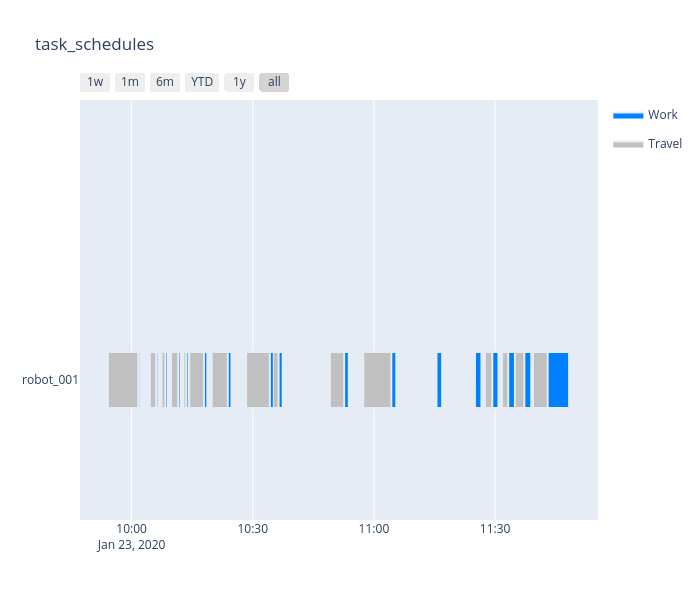 task_schedules
1w 1m 6m YTD 1y all
Work
Travel
robot_001
10:00 10:30 11:00 11:30
Jan 23, 2020